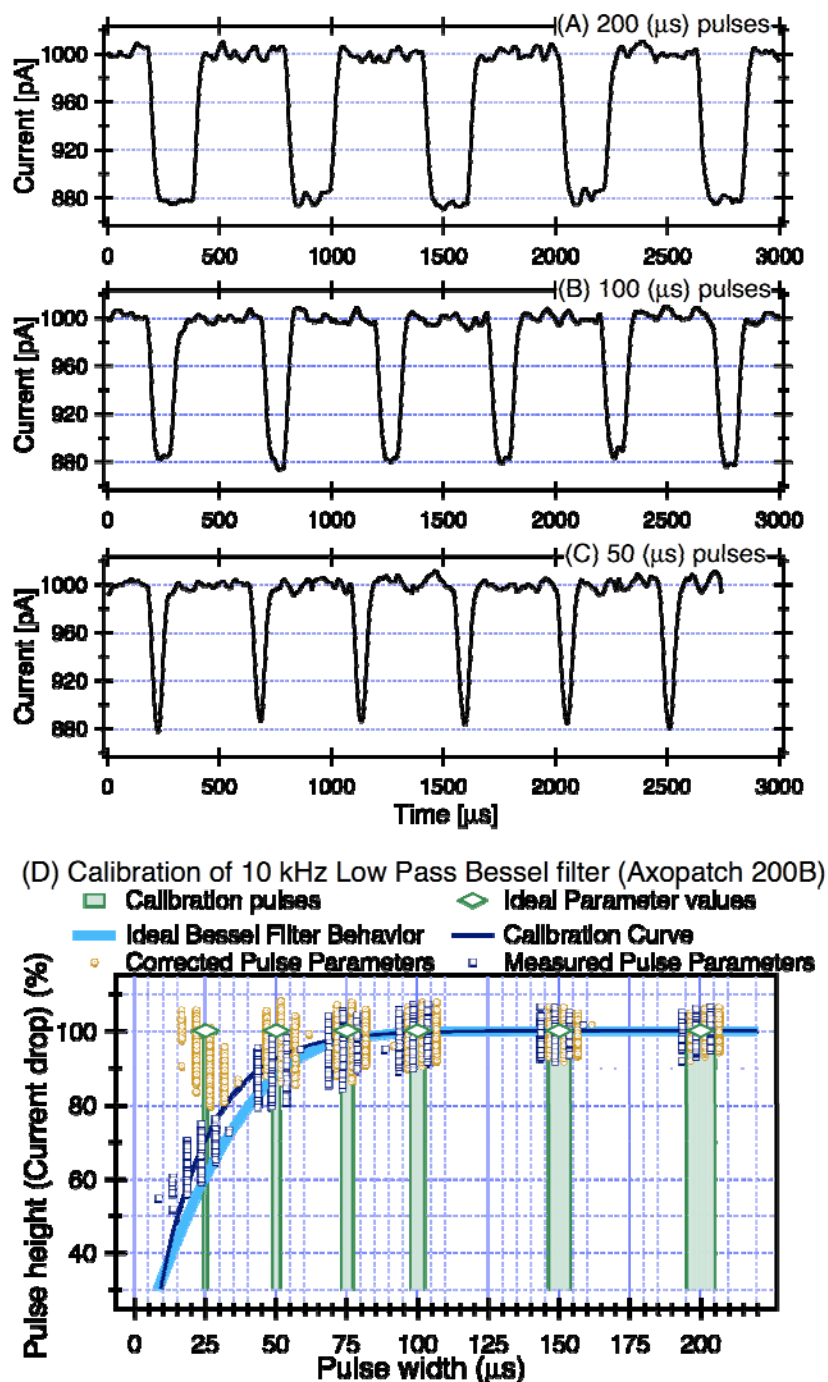 (A) 200 (μs) pulses
1000
960
920
880
Current [pA]
0 500 1000 1500 2000 2500 3000
(B) 100 (μs) pulses
1000
960
920
880
Current [pA]
0 500 1000 1500 2000 2500 3000
(C) 50 (μs) pulses
1000
960
920
880
Current [pA]
0 500 1000 1500 2000 2500 3000
Time [μs]
(D) Calibration of 10 kHz Low Pass Bessel filter (Axopatch 200B)
Calibration pulses Ideal Parameter values
Ideal Bessel Filter Behavior Calibration Curve
Corrected Pulse Parameters Measured Pulse Parameters
100
80
60
40
Pulse height (Current drop) (%)
0 25 50 75 100 125 150 175 200
Pulse width (μs)